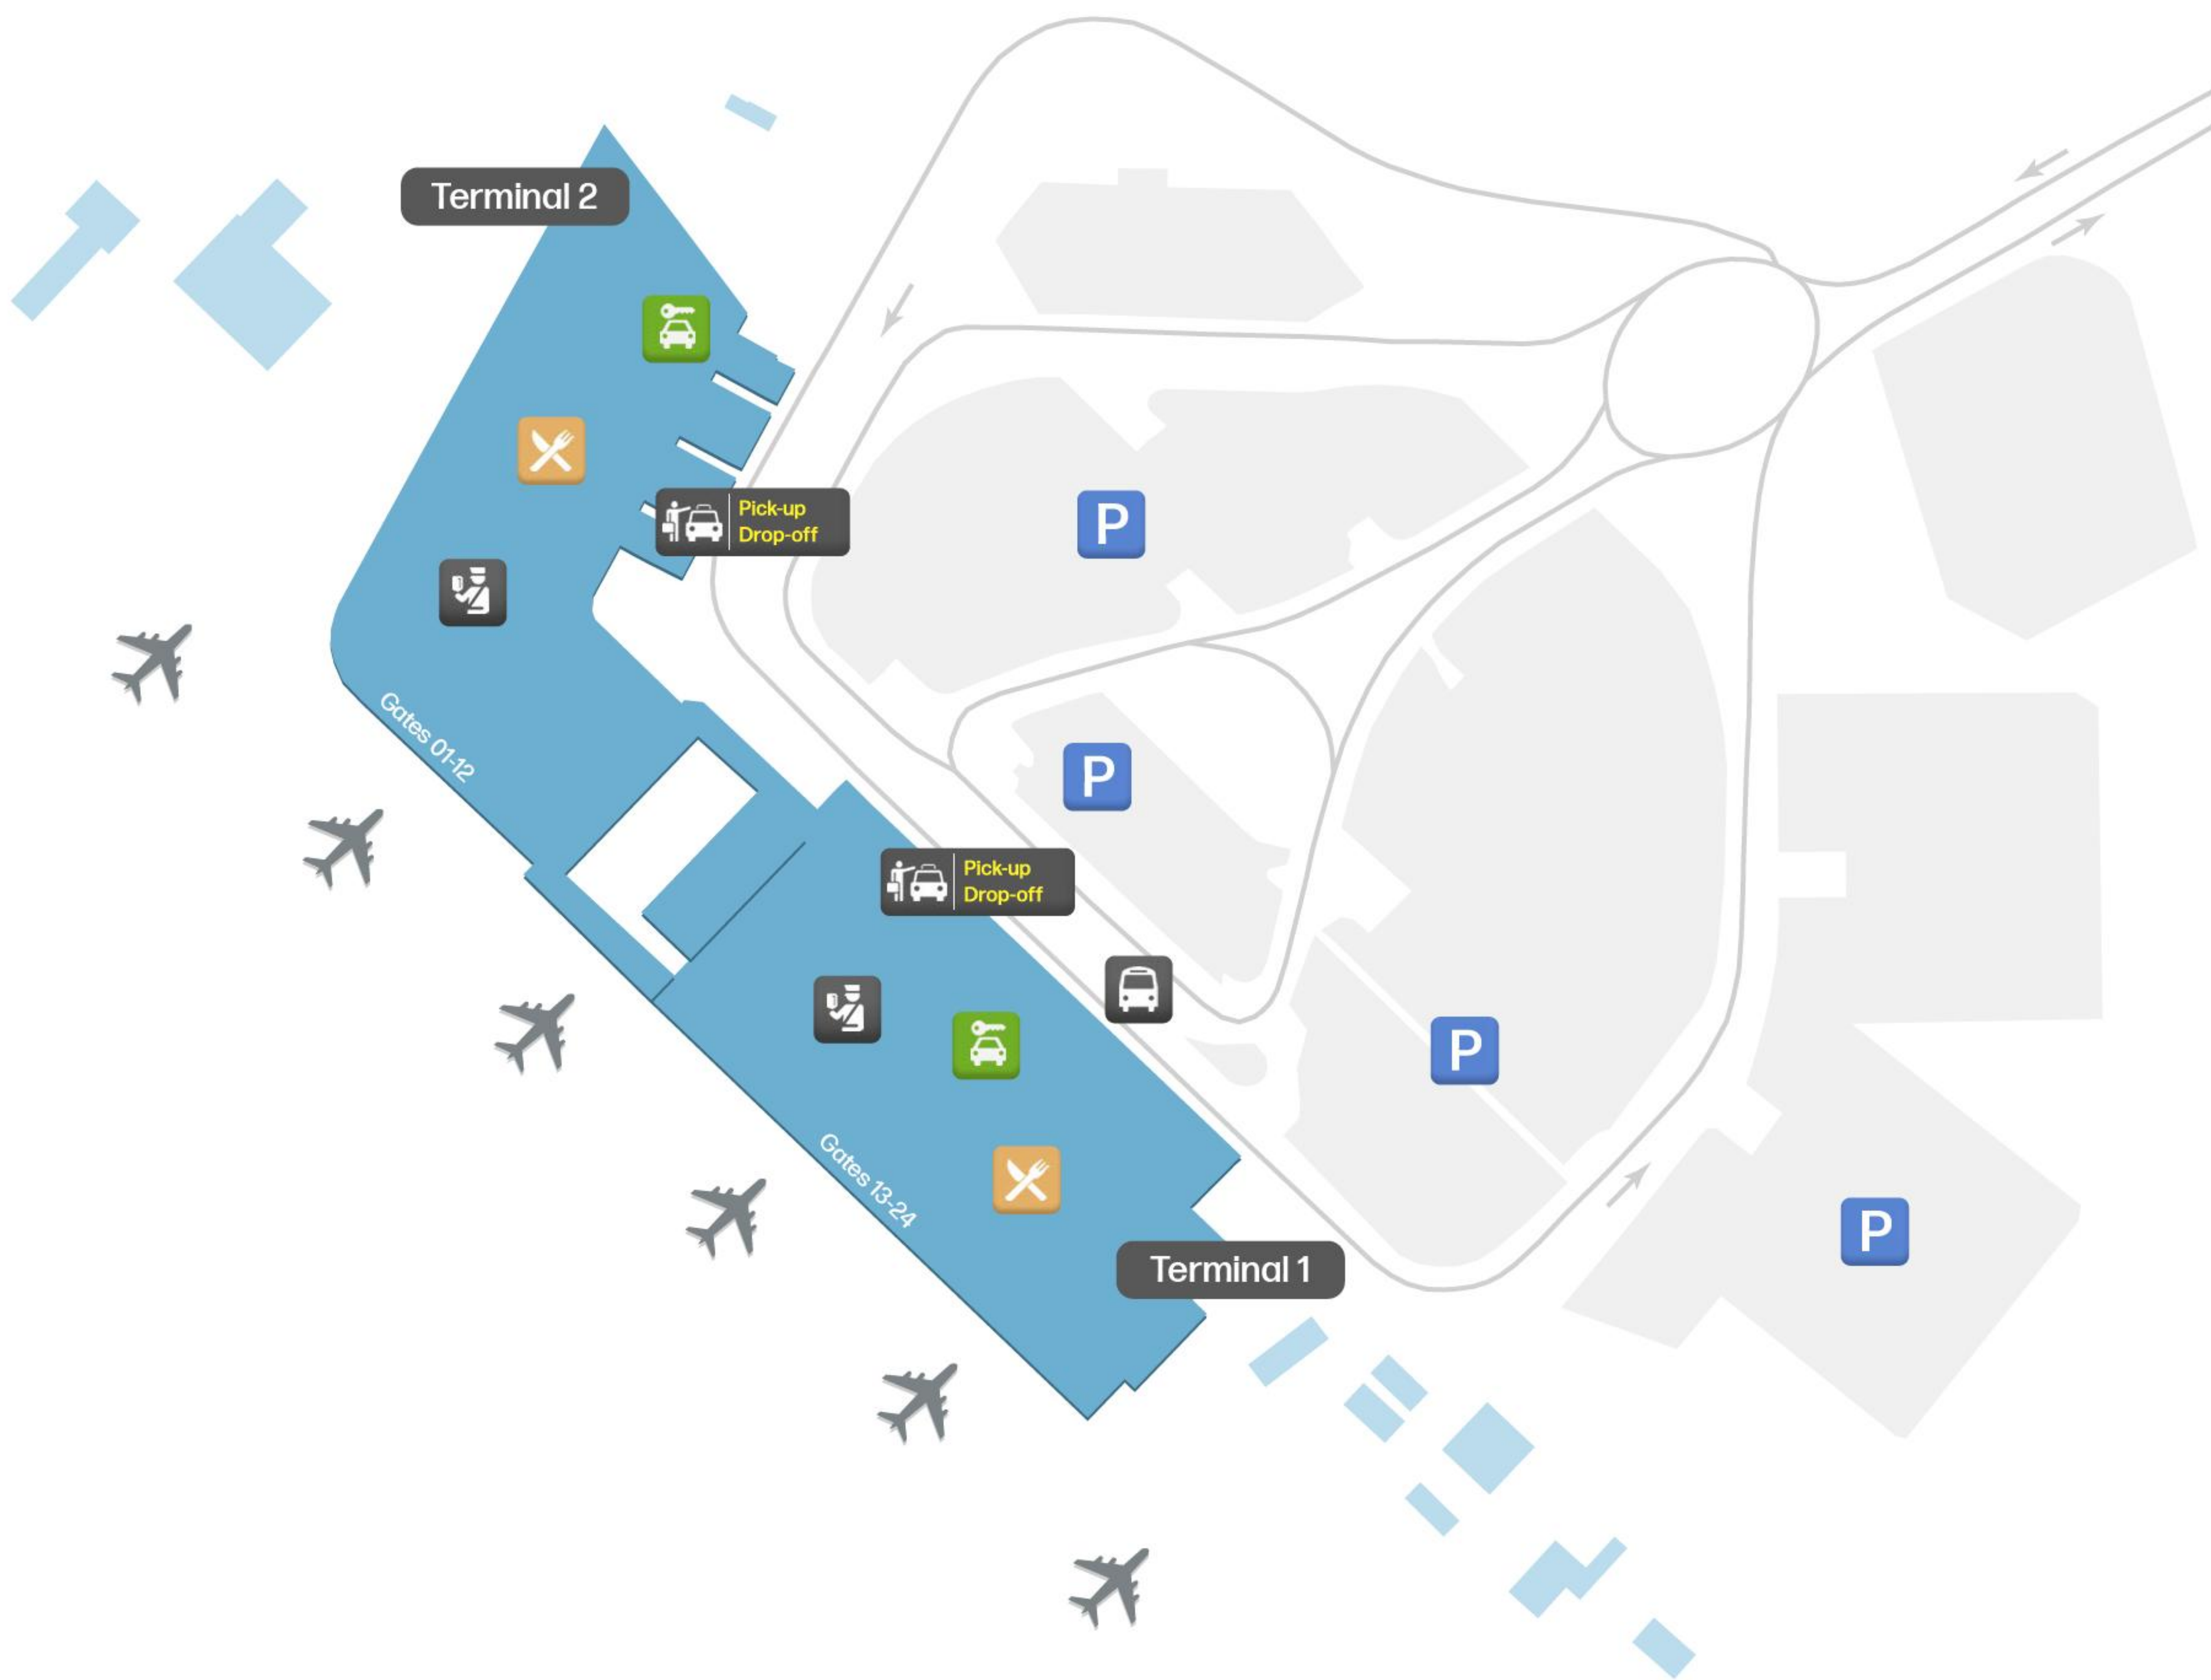 Terminal 2
Pick-up
Drop-off
P
Gates 01-12
P
Pick-up
Drop-off
P
Gates 13-24
P
Terminal 1